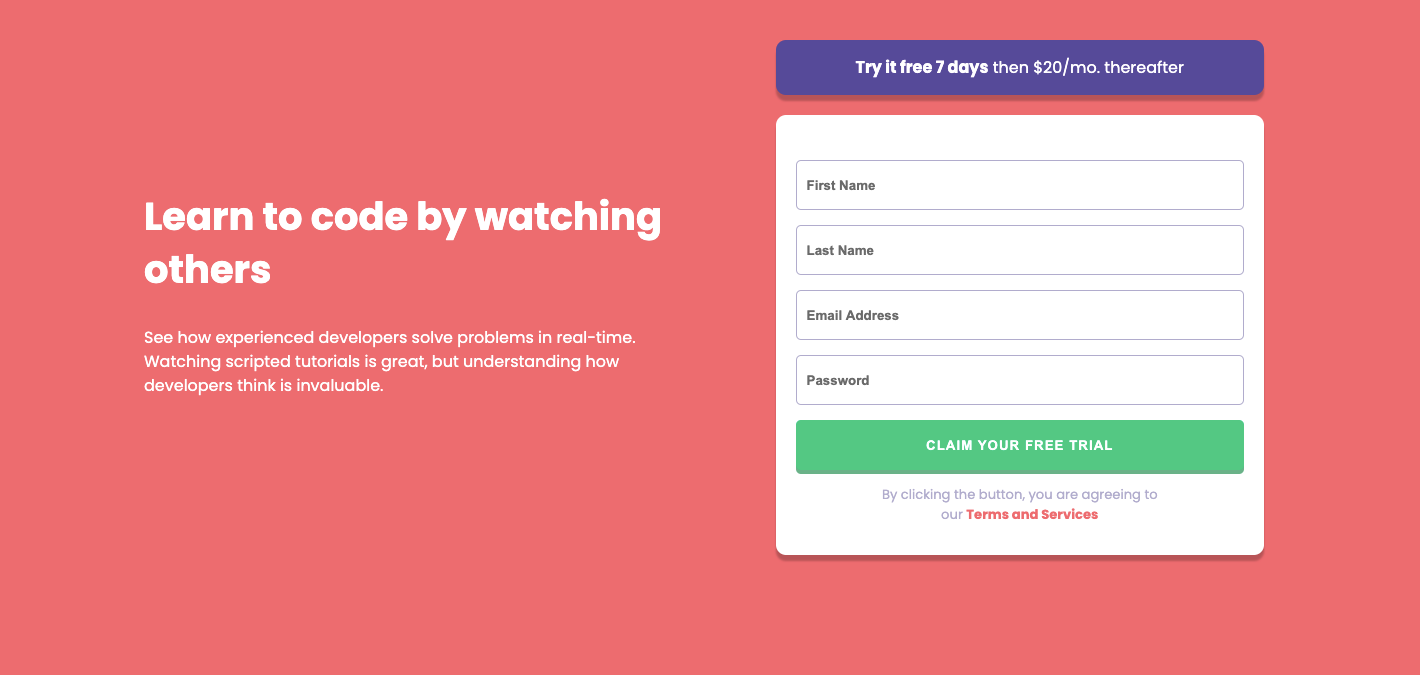 Learn to code by watching
others
See how experienced developers solve problems in real-time.
Watching scripted tutorials is great, but understanding how
developers think is invaluable.
Try it free 7 days then $20/mo. thereafter
First Name
Last Name
Email Address
Password
CLAIM YOUR FREE TRIAL
By clicking the button, you are agreeing to
our Terms and Services